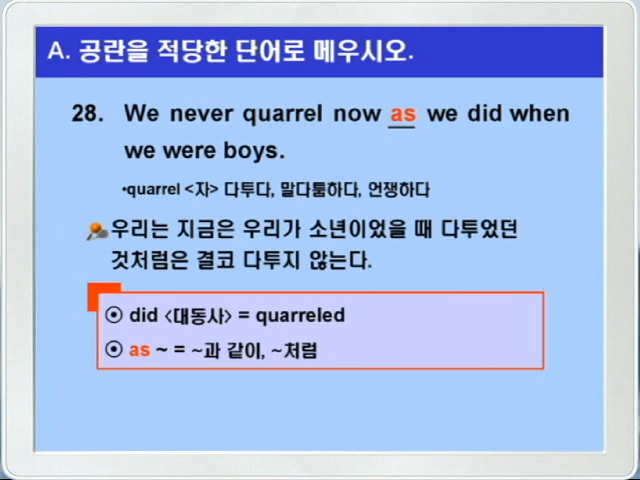 A. 공란을 적당한 단어로 메우시오.
28. We never quarrel now as we did when
we were boys.
•quarrel <자> 다투다, 말다툼하다, 언쟁하다
우리는 지금은 우리가 소년이었을 때 다투었던
것처럼은 결코 다투지 않는다.
⊙ did <대동사> = quarreled
⊙ as ~ = ~과 같이, ~처럼